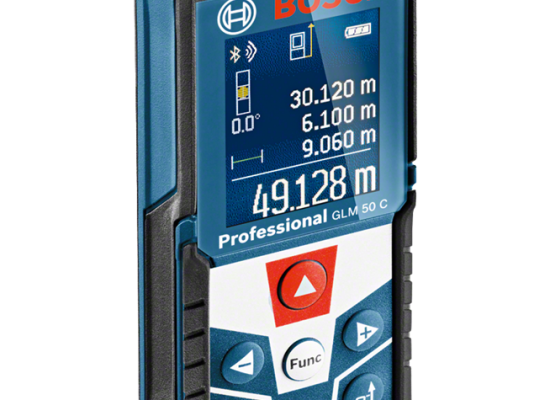 BOSCH
30.120 m
6.100 m
0.0°
9.060 m
49.128 m
Professional GLM 50 C
Func